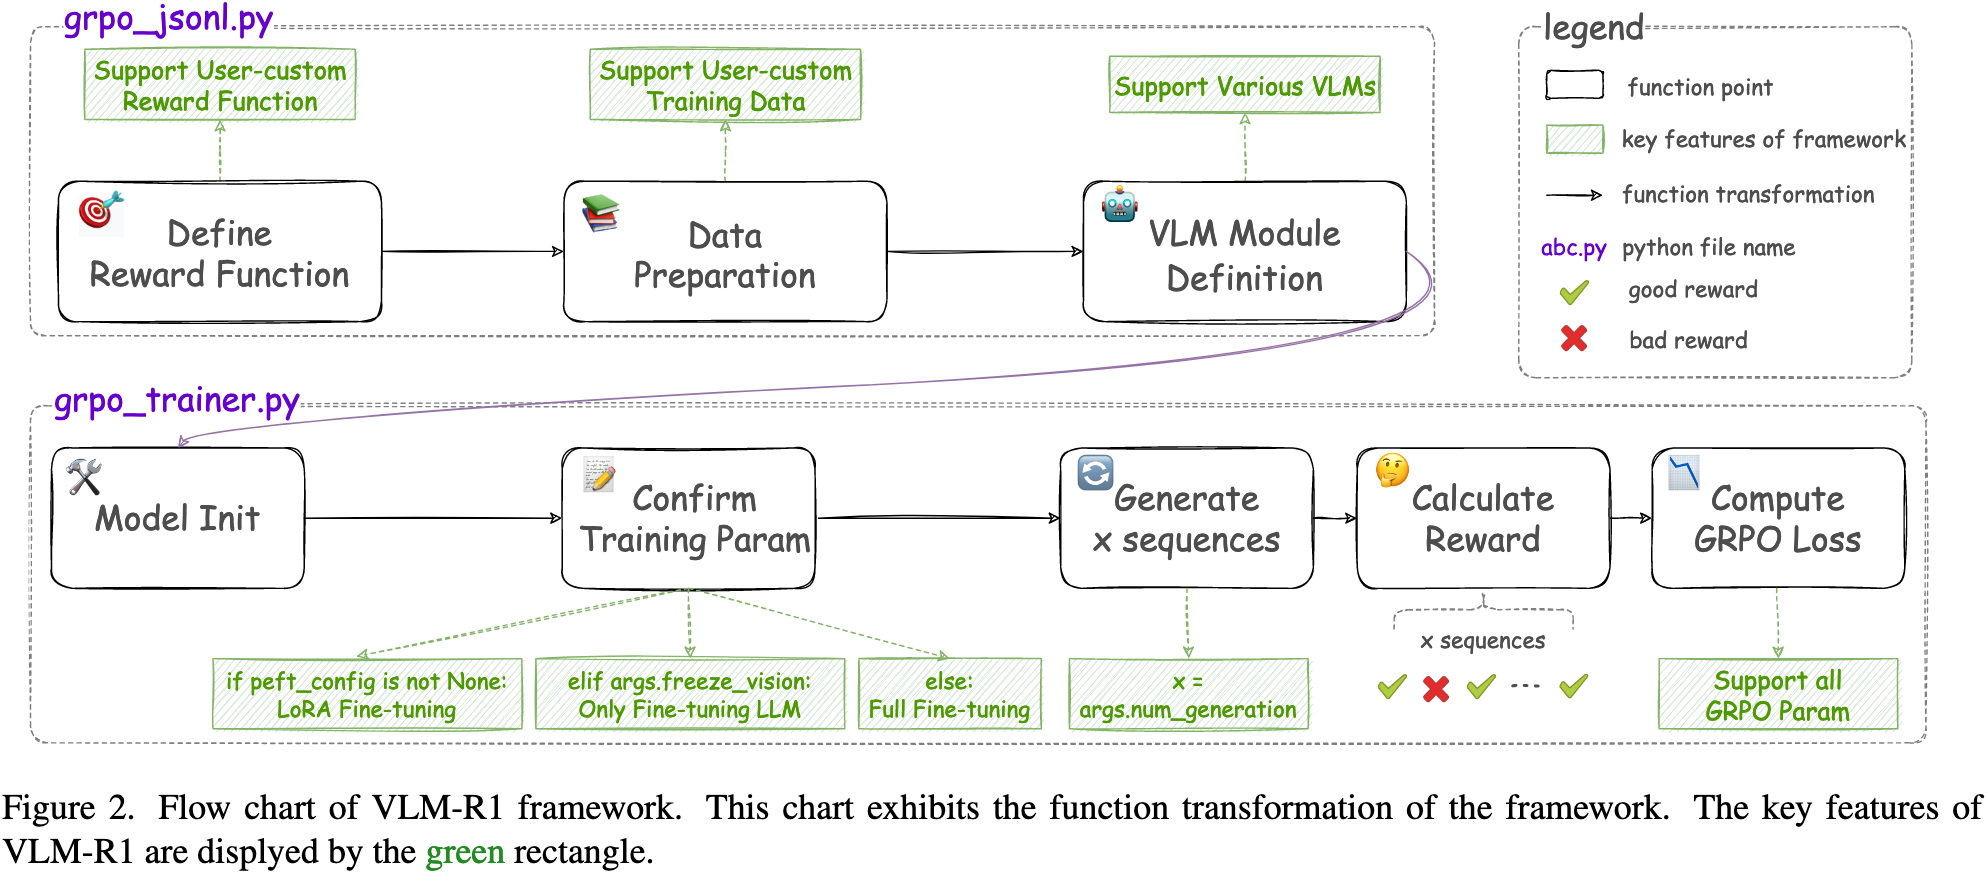 grpo_jsonl.py
Support User-custom
Reward Function
Support User-custom
Training Data
Support Various VLMs
Define
Reward Function
Data
Preparation
VLM Module
Definition
legend
function point
key features of framework
function transformation
abc.py python file name
good reward
bad reward
grpo_trainer.py
Model Init
Confirm
Training Param
Generate
x sequences
Calculate
Reward
Compute
GRPO Loss
if peft_config is not None:
LoRA Fine-tuning
elif args.freeze_vision:
Only Fine-tuning LLM
else:
Full Fine-tuning
x =
args.num_generation
x sequences
Support all
GRPO Param
Figure 2. Flow chart of VLM-R1 framework. This chart exhibits the function transformation of the framework. The key features of
VLM-R1 are displyed by the green rectangle.